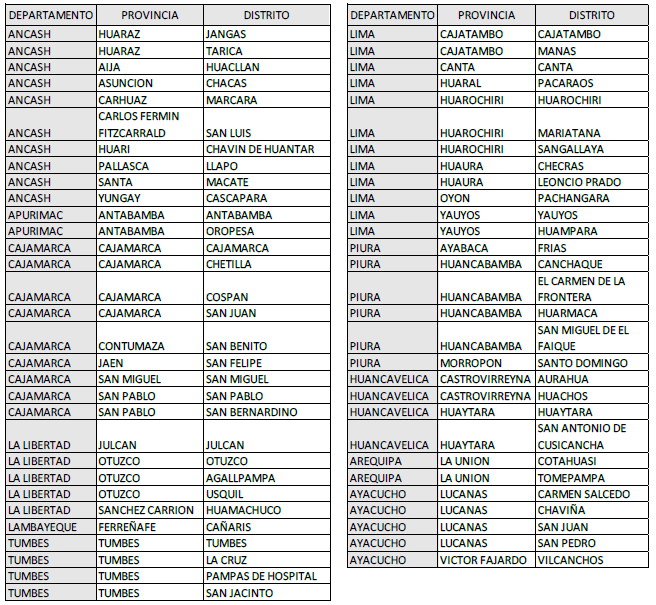 DEPARTAMENTO PROVINCIA DISTRITO
ANCASH HUARAZ JANGAS
ANCASH HUARAZ TARICA
ANCASH AIJA HUACLLAN
ANCASH ASUNCION CHACAS
ANCASH CARHUAZ MARCARA
CARLOS FERMIN
ANCASH FITZCARRALD SAN LUIS
ANCASH HUARI CHAVIN DE HUANTAR
ANCASH PALLASCA LLAPO
ANCASH SANTA MACATE
ANCASH YUNGAY CASCAPARA
APURIMAC ANTABAMBA ANTABAMBA
APURIMAC ANTABAMBA OROPESA
CAJAMARCA CAJAMARCA CAJAMARCA
CAJAMARCA CAJAMARCA CHETILLA
CAJAMARCA CAJAMARCA COSPAN
CAJAMARCA CAJAMARCA SAN JUAN
CAJAMARCA CONTUMAZA SAN BENITO
CAJAMARCA JAEN SAN FELIPE
CAJAMARCA SAN MIGUEL SAN MIGUEL
CAJAMARCA SAN PABLO SAN PABLO
CAJAMARCA SAN PABLO SAN BERNARDINO
LA LIBERTAD JULCAN JULCAN
LA LIBERTAD OTUZCO OTUZCO
LA LIBERTAD OTUZCO AGALLPAMPA
LA LIBERTAD OTUZCO USQUIL
LA LIBERTAD SANCHEZ CARRION HUAMACHUCO
LAMBAYEQUE FERREÑAFE CAÑARIS
TUMBES TUMBES TUMBES
TUMBES TUMBES LA CRUZ
TUMBES TUMBES PAMPAS DE HOSPITAL
TUMBES TUMBES SAN JACINTO
DEPARTAMENTO PROVINCIA DISTRITO
LIMA CAJATAMBO CAJATAMBO
LIMA CAJATAMBO MANAS
LIMA CANTA CANTA
LIMA HUARAL PACARAOS
LIMA HUAROCHIRI HUAROCHIRI
LIMA HUAROCHIRI MARIATANA
LIMA HUAROCHIRI SANGALLAYA
LIMA HUAURA CHECRAS
LIMA HUAURA LEONCIO PRADO
LIMA OYON PACHANGARA
LIMA YAUYOS YAUYOS
LIMA YAUYOS HUAMPARA
PIURA AYABACA FRIAS
PIURA HUANCABAMBA CANCHAQUE
EL CARMEN DE LA
PIURA HUANCABAMBA FRONTERA
PIURA HUANCABAMBA HUARMACA
SAN MIGUEL DE EL
PIURA HUANCABAMBA FAIQUE
PIURA MORROPON SANTO DOMINGO
HUANCAVELICA CASTROVIRREYNA AURAHUA
HUANCAVELICA CASTROVIRREYNA HUACHOS
HUANCAVELICA HUAYTARA HUAYTARA
SAN ANTONIO DE
HUANCAVELICA HUAYTARA CUSICANCHA
AREQUIPA LA UNION COTAHUASI
AREQUIPA LA UNION TOMEPAMPA
AYACUCHO LUCANAS CARMEN SALCEDO
AYACUCHO LUCANAS CHAVIÑA
AYACUCHO LUCANAS SAN JUAN
AYACUCHO LUCANAS SAN PEDRO
AYACUCHO VICTOR FAJARDO VILCANCHOS